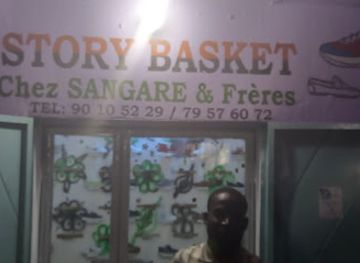 STORY BASKET
Chez SANGARE & Frères
TEL: 90 10 52 29 / 79 57 60 72